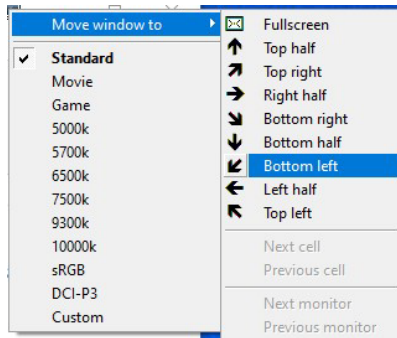 Move window to
Standard
Movie
Game
5000k
5700k
6500k
7500k
9300k
10000k
sRGB
DCI-P3
Custom
Fullscreen
Top half
Top right
Right half
Bottom right
Bottom half
Bottom left
Left half
Top left
Next cell
Previous cell
Next monitor
Previous monitor